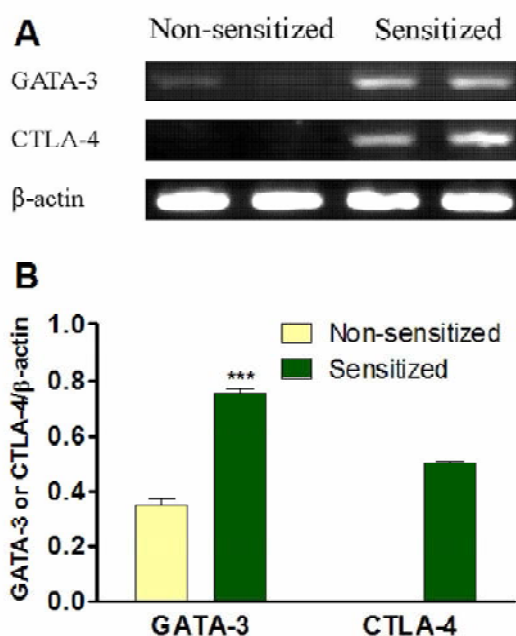 A
Non-sensitized Sensitized
GATA-3
CTLA-4
β-actin
B
GATA-3 or CTLA-4/β-actin
1.0
0.8
0.6
0.4
0.2
0.0
Non-sensitized
Sensitized
***
GATA-3 CTLA-4